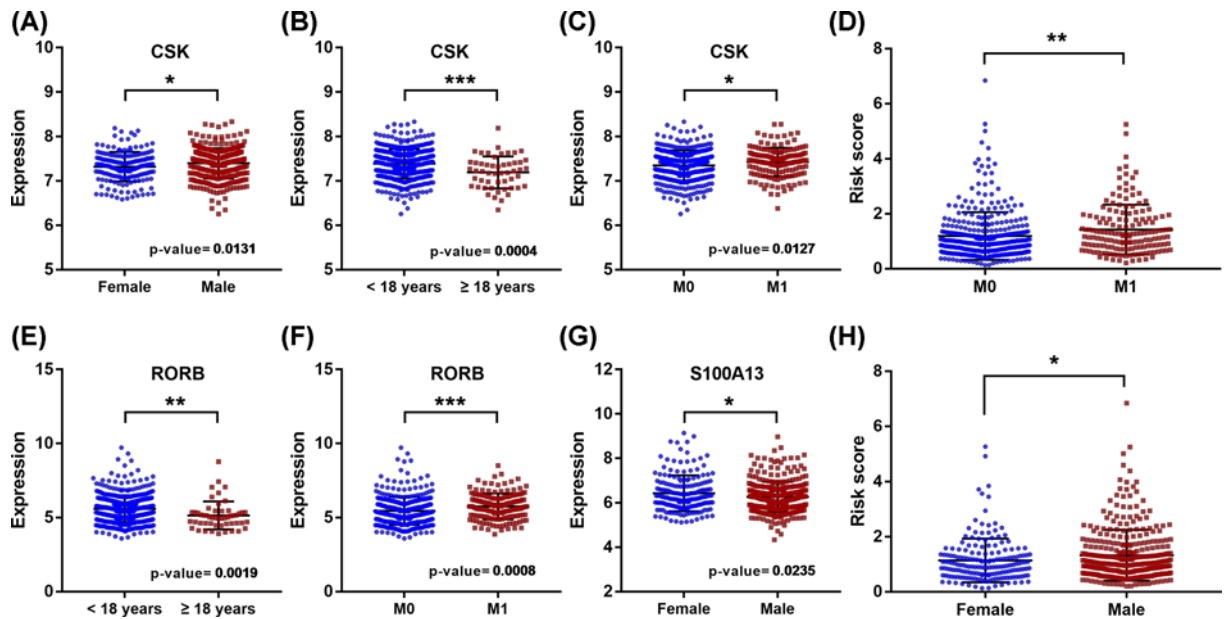 (A)
CSK
*
Expression
10
9
8
7
6
5
p-value= 0.0131
Female Male
(B)
CSK
***
Expression
10
9
8
7
6
5
p-value= 0.0004
< 18 years ≥ 18 years
(C)
CSK
*
Expression
10
9
8
7
6
5
p-value= 0.0127
M0 M1
(D)
**
Risk score
8
6
4
2
0
M0 M1
(E)
RORB
**
Expression
15
10
5
0
p-value= 0.0019
< 18 years ≥ 18 years
(F)
RORB
***
Expression
15
10
5
0
p-value= 0.0008
M0 M1
(G)
S100A13
*
Expression
12
10
8
6
4
2
p-value= 0.0235
Female Male
(H)
*
Risk score
8
6
4
2
0
Female Male